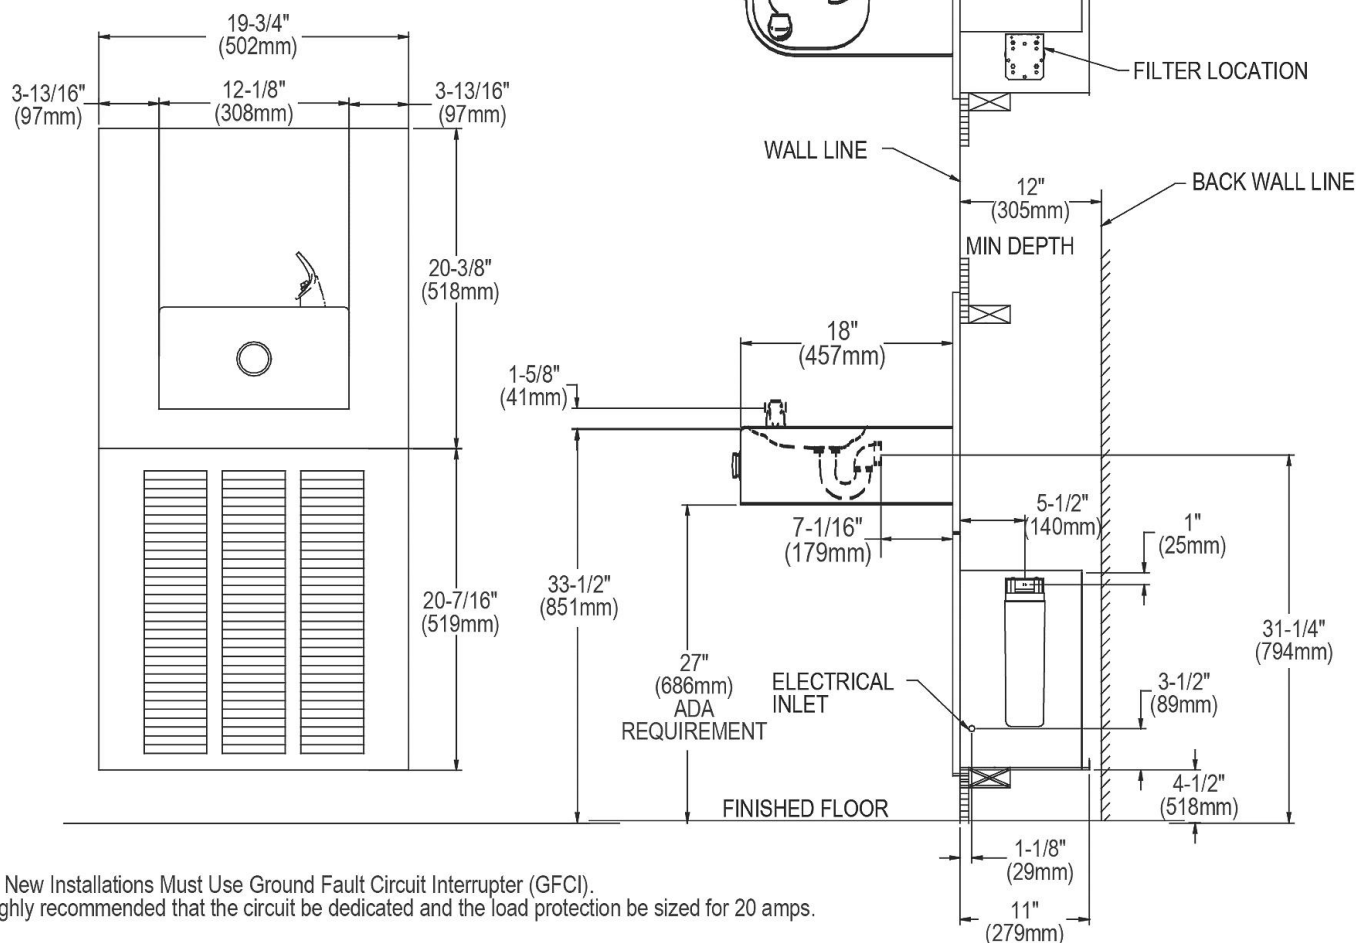 19-3/4"
(502mm)
3-13/16"
(97mm)
12-1/8"
(308mm)
3-13/16"
(97mm)
20-3/8"
(518mm)
20-7/16"
(519mm)
FILTER LOCATION
WALL LINE
BACK WALL LINE
12"
(305mm)
MIN DEPTH
18"
(457mm)
1-5/8"
(41mm)
7-1/16"
(179mm)
5-1/2"
(140mm)
1"
(25mm)
33-1/2"
(851mm)
27"
(686mm)
ADA
REQUIREMENT
ELECTRICAL
INLET
31-1/4"
(794mm)
3-1/2"
(89mm)
4-1/2"
(518mm)
FINISHED FLOOR
1-1/8"
(29mm)
11"
(279mm)
New Installations Must Use Ground Fault Circuit Interrupter (GFCI).
recommended that the circuit be dedicated and the load protection be sized for 20 amps.